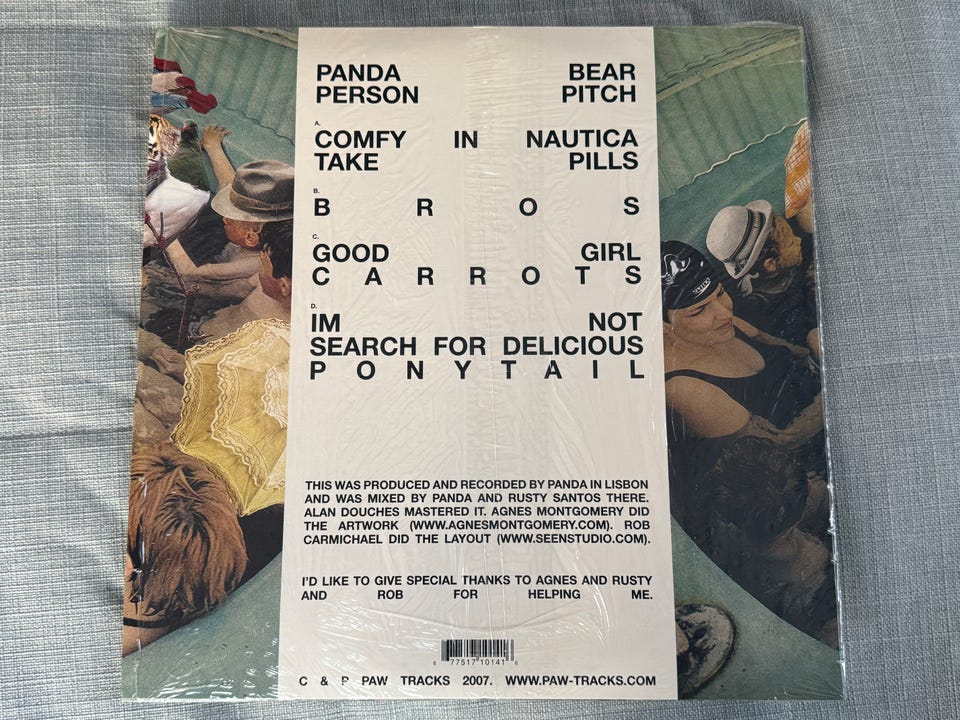 PANDA BEAR
PERSON PITCH
A.
COMFY IN NAUTICA
TAKE PILLS
B.
BROS
C.
GOOD GIRL
CARROTS
D.
IM NOT
SEARCH FOR DELICIOUS
PONYTAIL
THIS WAS PRODUCED AND RECORDED BY PANDA IN LISBON
AND WAS MIXED BY PANDA AND RUSTY SANTOS THERE.
ALAN DOUCHES MASTERED IT. AGNES MONTGOMERY DID
THE ARTWORK (WWW.AGNESMONTGOMERY.COM). ROB
CARMICHAEL DID THE LAYOUT (WWW.SEENSTUDIO.COM).
I'D LIKE TO GIVE SPECIAL THANKS TO AGNES AND RUSTY
AND ROB FOR HELPING ME.
6 77517 10141 6
C & P PAW TRACKS 2007. WWW.PAW-TRACKS.COM